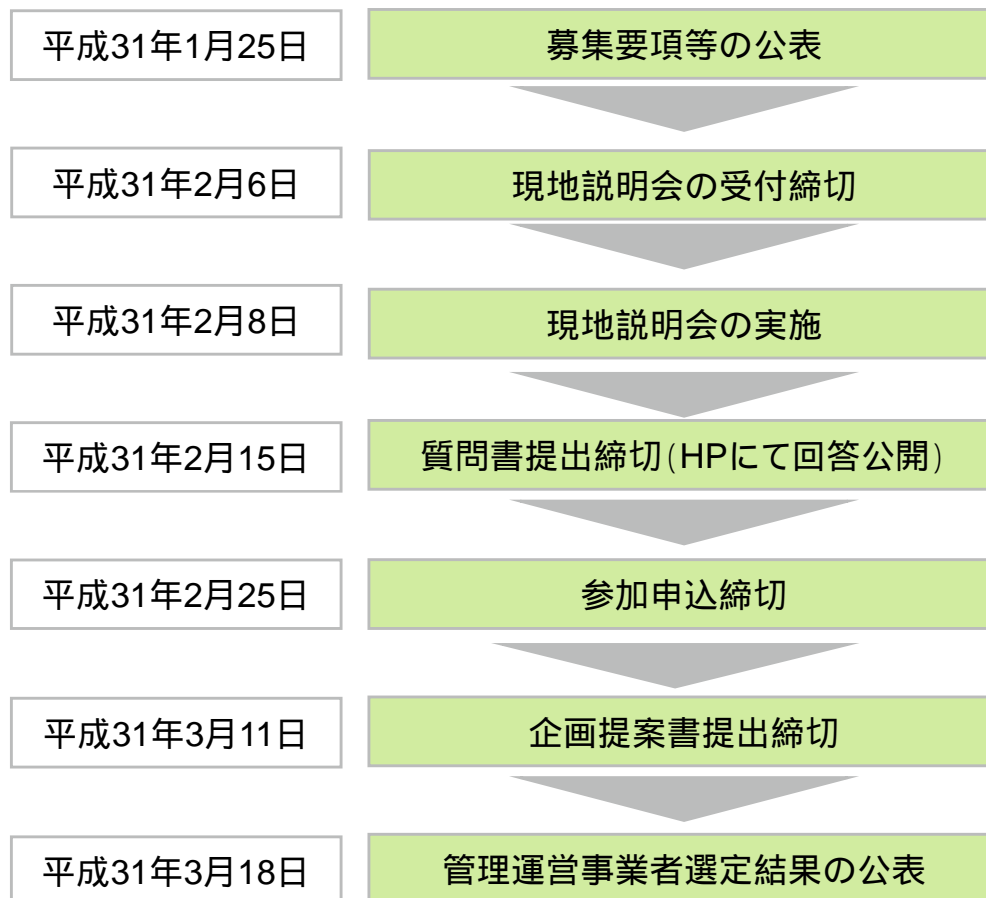 平成31年1月25日
募集要項等の公表
平成31年2月6日
現地説明会の受付締切
平成31年2月8日
現地説明会の実施
平成31年2月15日
質問書提出締切(HPにて回答公開)
平成31年2月25日
参加申込締切
平成31年3月11日
企画提案書提出締切
平成31年3月18日
管理運営事業者選定結果の公表